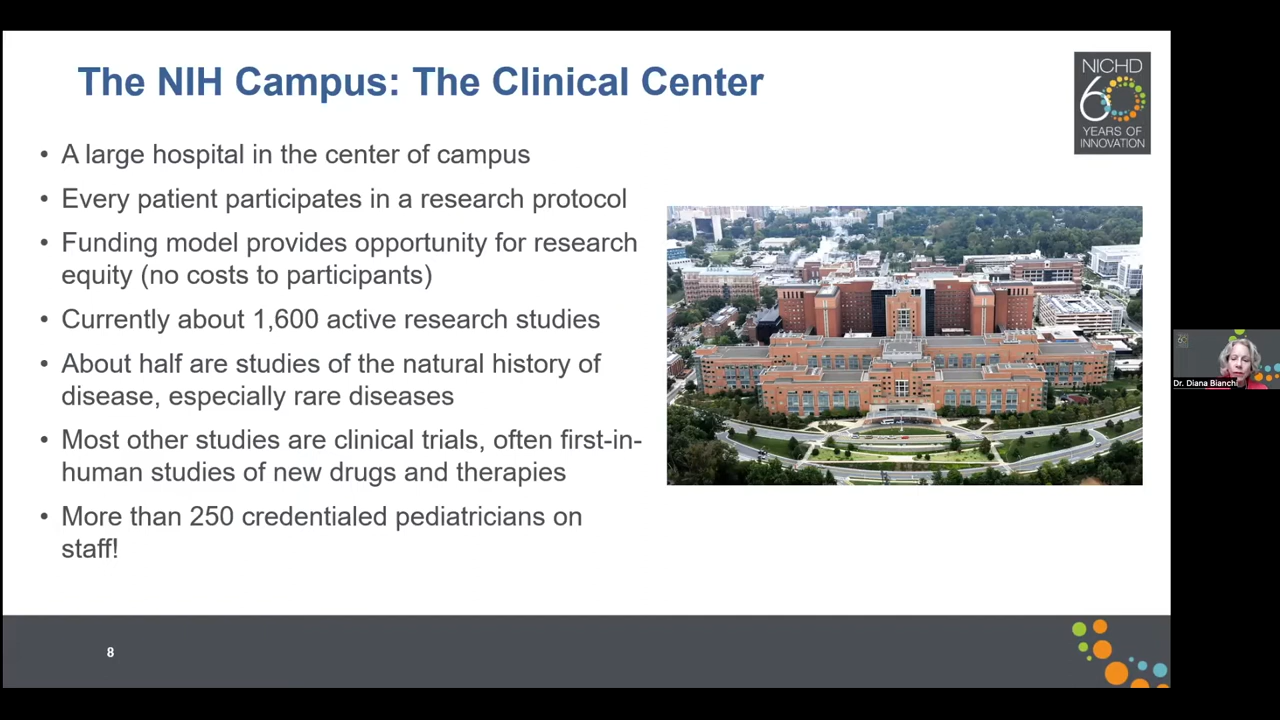 The NIH Campus: The Clinical Center
NICHD
60
YEARS OF
INNOVATION
• A large hospital in the center of campus
• Every patient participates in a research protocol
• Funding model provides opportunity for research
equity (no costs to participants)
• Currently about 1,600 active research studies
• About half are studies of the natural history of
disease, especially rare diseases
• Most other studies are clinical trials, often first-in-
human studies of new drugs and therapies
• More than 250 credentialed pediatricians on
staff!
60
Dr. Diana Bianchi
8